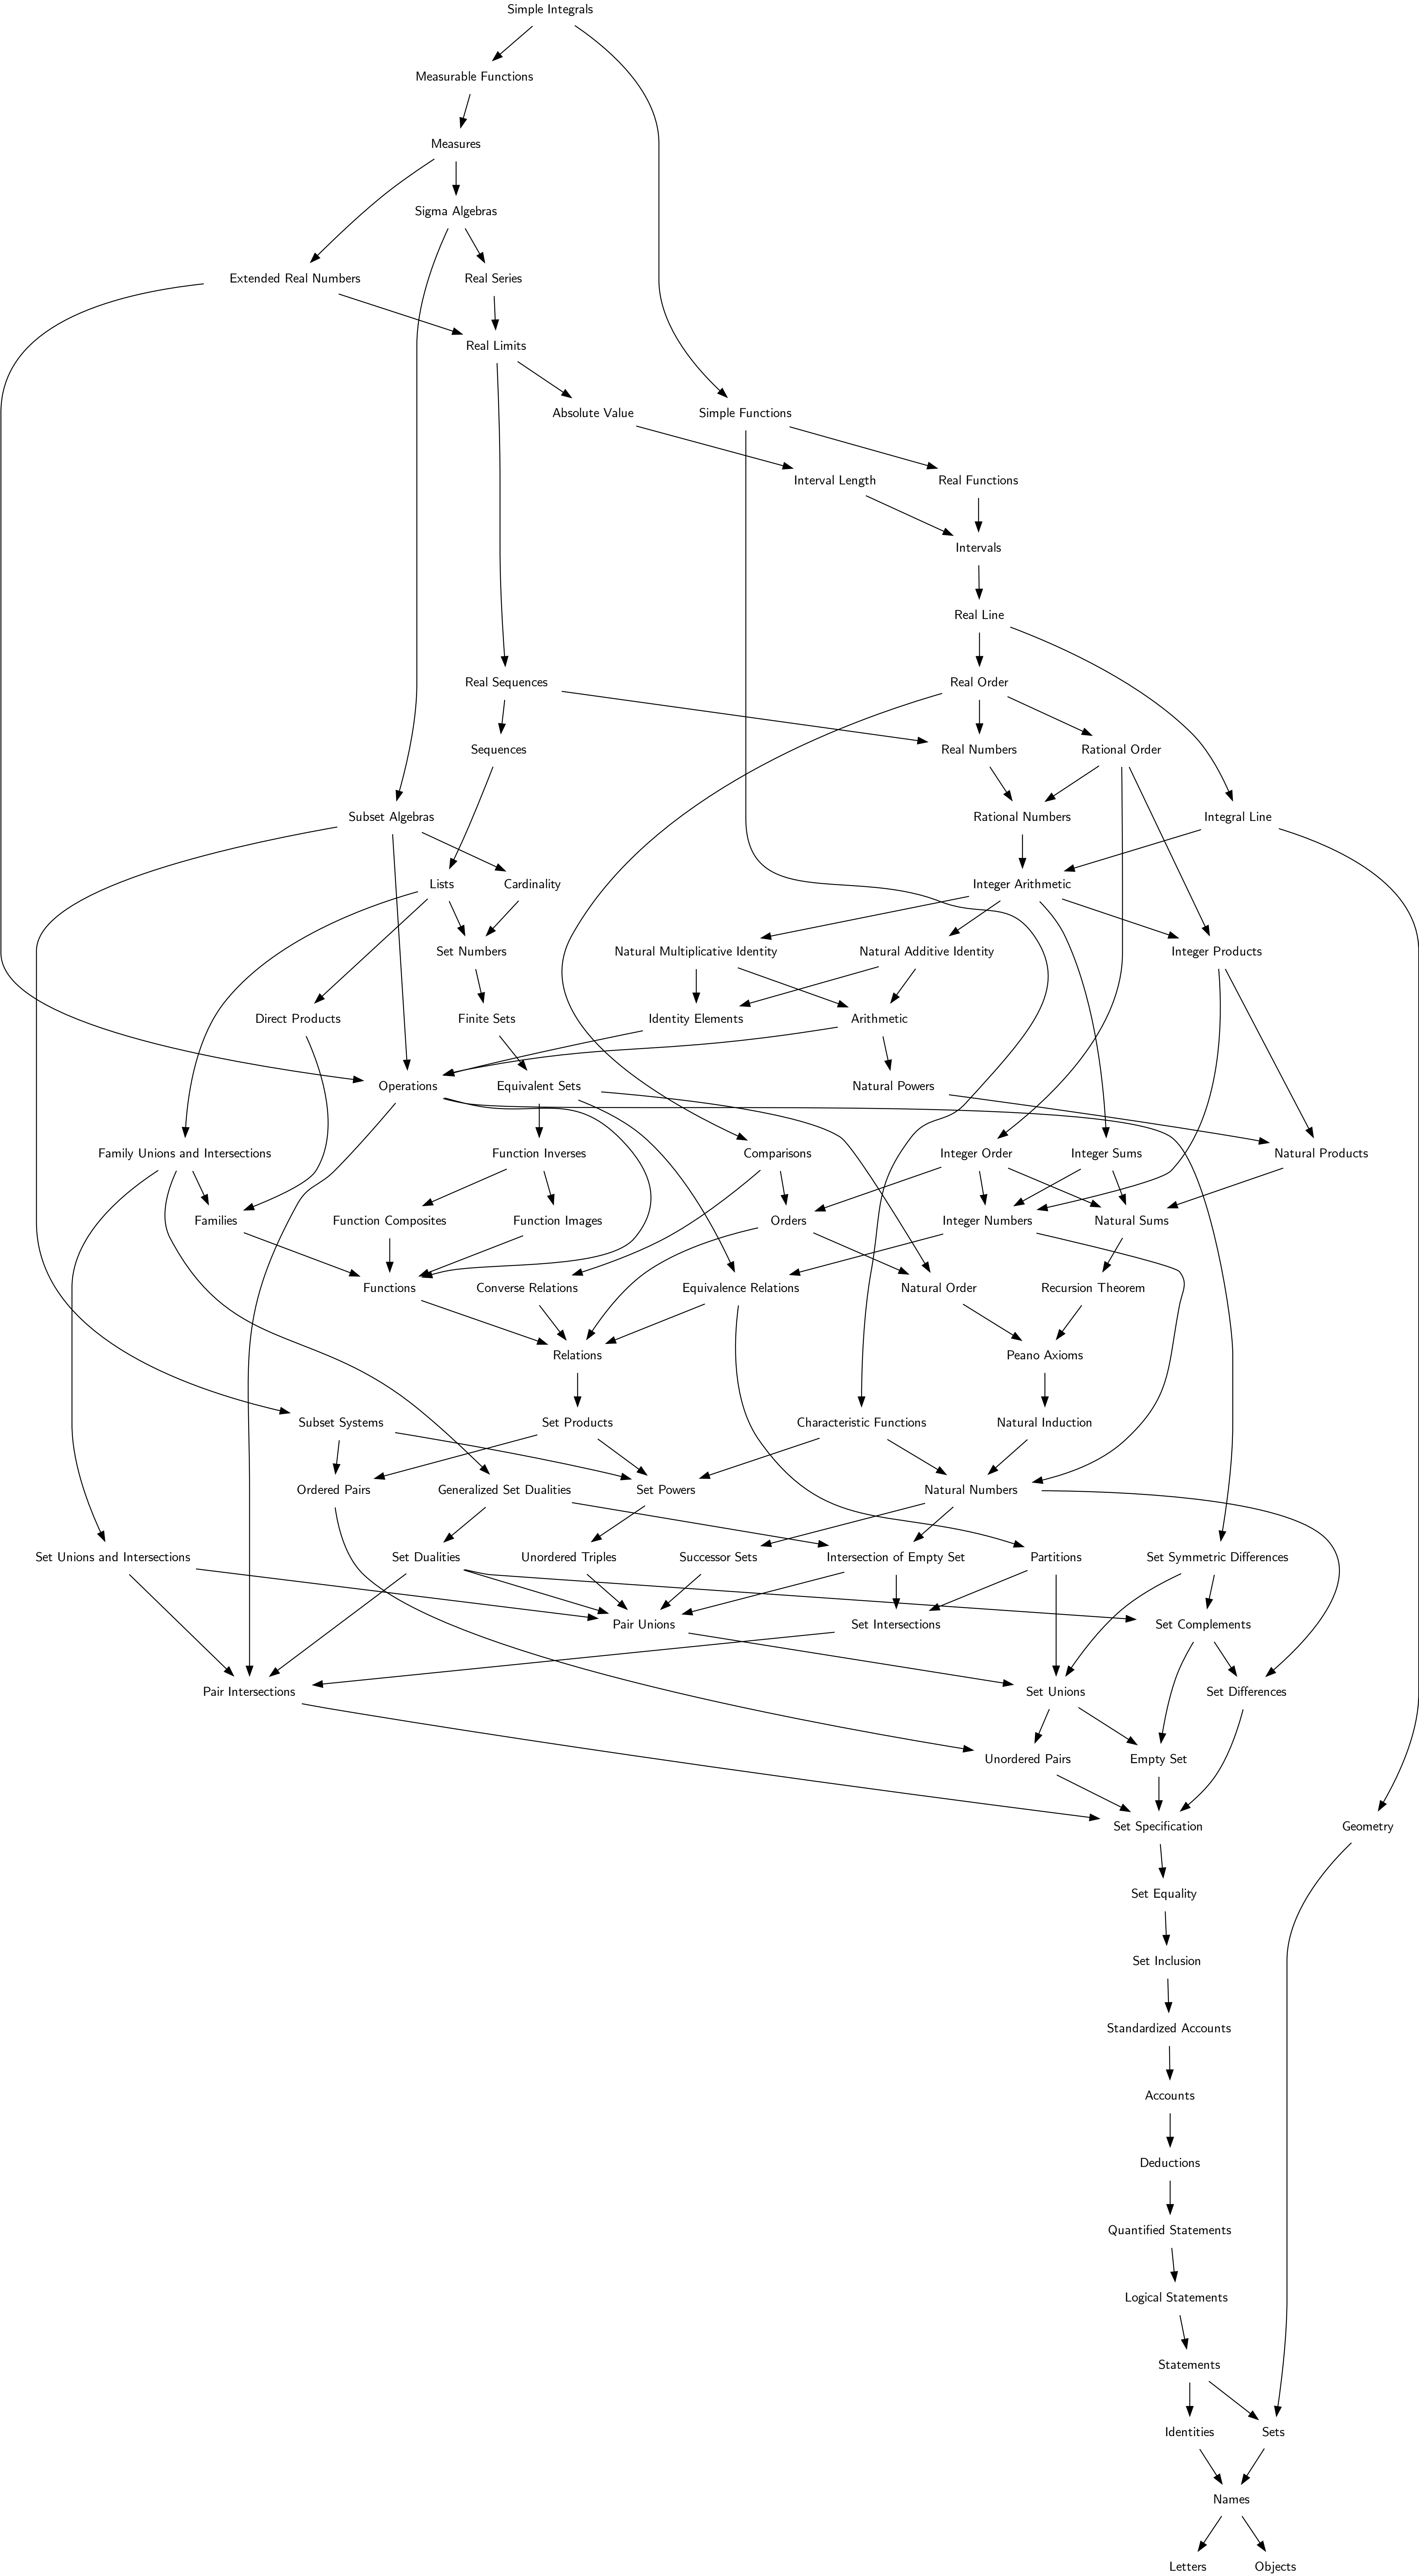 Simple Integrals
Measurable Functions
Measures
Sigma Algebras
Extended Real Numbers
Real Series
Real Limits
Absolute Value
Simple Functions
Interval Length
Real Functions
Intervals
Real Line
Real Sequences
Real Order
Sequences
Real Numbers
Rational Order
Subset Algebras
Rational Numbers
Integral Line
Lists
Cardinality
Integer Arithmetic
Set Numbers
Natural Multiplicative Identity
Natural Additive Identity
Integer Products
Direct Products
Finite Sets
Identity Elements
Arithmetic
Operations
Equivalent Sets
Natural Powers
Family Unions and Intersections
Function Inverses
Comparisons
Integer Order
Integer Sums
Natural Products
Families
Function Composites
Function Images
Orders
Integer Numbers
Natural Sums
Functions
Converse Relations
Equivalence Relations
Natural Order
Recursion Theorem
Relations
Peano Axioms
Subset Systems
Set Products
Characteristic Functions
Natural Induction
Ordered Pairs
Generalized Set Dualities
Set Powers
Natural Numbers
Set Unions and Intersections
Set Dualities
Unordered Triples
Successor Sets
Intersection of Empty Set
Partitions
Set Symmetric Differences
Pair Unions
Set Intersections
Set Complements
Pair Intersections
Set Unions
Set Differences
Unordered Pairs
Empty Set
Set Specification
Geometry
Set Equality
Set Inclusion
Standardized Accounts
Accounts
Deductions
Quantified Statements
Logical Statements
Statements
Identities
Sets
Names
Letters
Objects